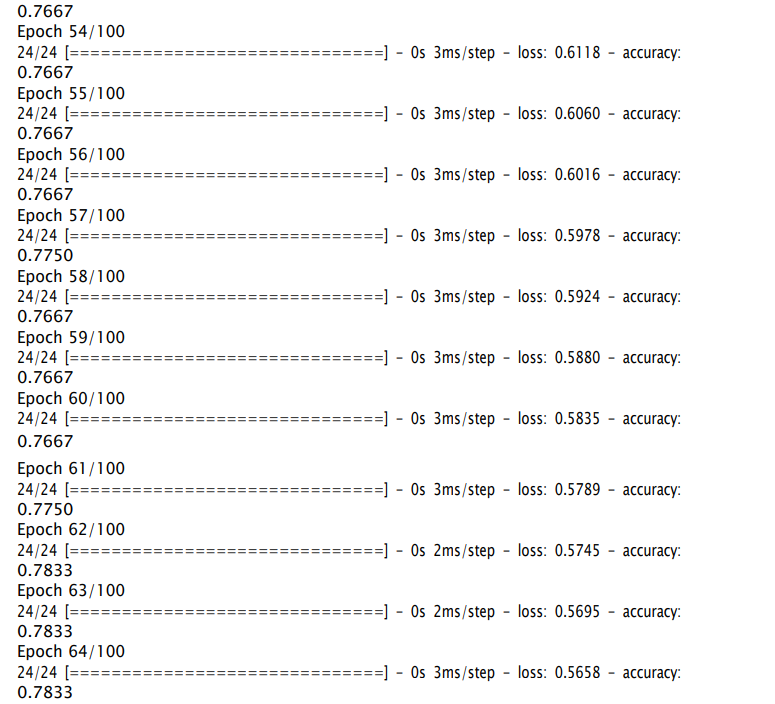 0.7667
Epoch 54/100
24/24 [==============================] - 0s 3ms/step - loss: 0.6118 - accuracy:
0.7667
Epoch 55/100
24/24 [==============================] - 0s 3ms/step - loss: 0.6060 - accuracy:
0.7667
Epoch 56/100
24/24 [==============================] - 0s 3ms/step - loss: 0.6016 - accuracy:
0.7667
Epoch 57/100
24/24 [==============================] - 0s 3ms/step - loss: 0.5978 - accuracy:
0.7750
Epoch 58/100
24/24 [==============================] - 0s 3ms/step - loss: 0.5924 - accuracy:
0.7667
Epoch 59/100
24/24 [==============================] - 0s 3ms/step - loss: 0.5880 - accuracy:
0.7667
Epoch 60/100
24/24 [==============================] - 0s 3ms/step - loss: 0.5835 - accuracy:
0.7667
Epoch 61/100
24/24 [==============================] - 0s 3ms/step - loss: 0.5789 - accuracy:
0.7750
Epoch 62/100
24/24 [==============================] - 0s 2ms/step - loss: 0.5745 - accuracy:
0.7833
Epoch 63/100
24/24 [==============================] - 0s 2ms/step - loss: 0.5695 - accuracy:
0.7833
Epoch 64/100
24/24 [==============================] - 0s 3ms/step - loss: 0.5658 - accuracy:
0.7833